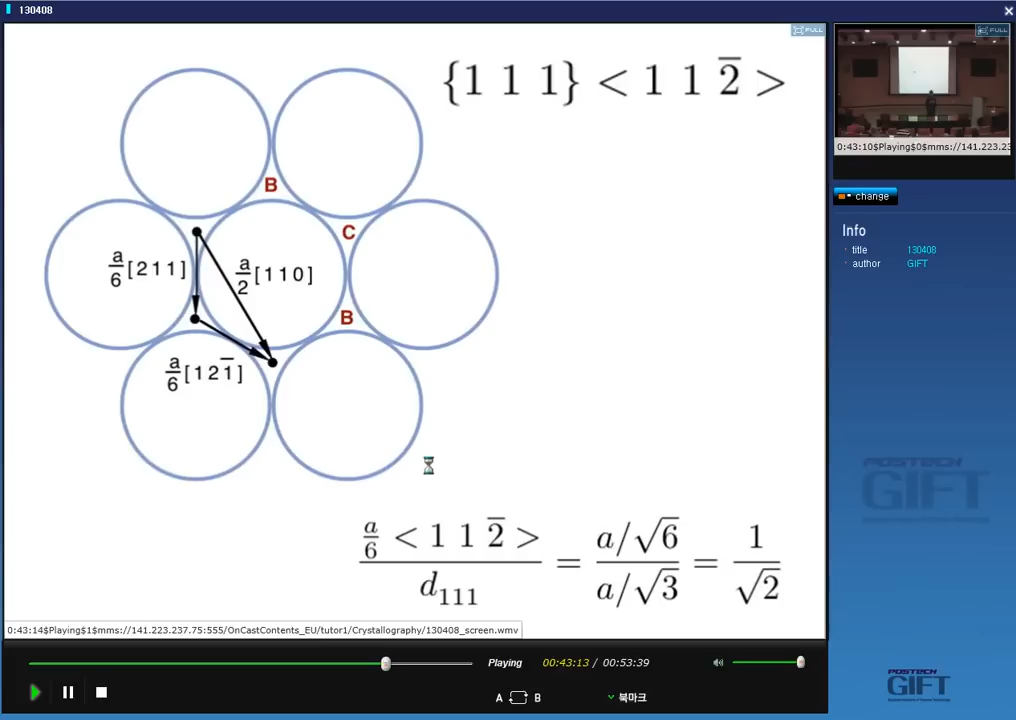 130408
FULL
{1 1 1} < 1 1 2̅ >
B
C
a/6 [2 1 1]
a/2 [1 1 0]
B
a/6 [1 2 1̅]
a/6 < 1 1 2̅ > / d₁₁₁ = a/√6 / a/√3 = 1/√2
0:43:14$Playing$1$mms://141.223.237.75:555/OnCastContents_EU/tutor1/Crystallography/130408_screen.wmv
Playing 00:43:13 / 00:53:39
A B 북마크
FULL
0:43:10$Playing$0$mms://141.223.23
change
Info
title 130408
author GIFT
POSTECH
GIFT
POSTECH
GIFT